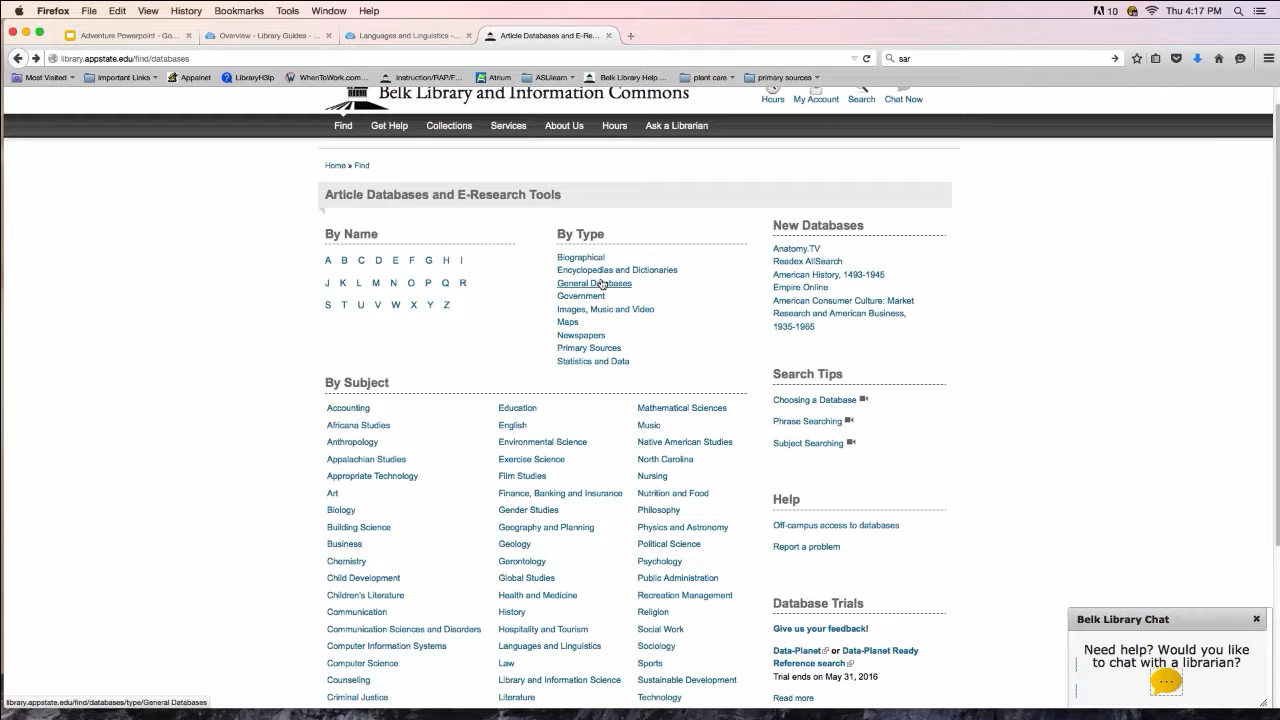 Firefox File Edit View History Bookmarks Tools Window Help 10 Thu 4:17 PM
Adventure Powerpoint - Go... × Overview - Library Guides - ... × Languages and Linguistics -... × Article Databases and E-Re... × +
library.appstate.edu/find/databases sar
Most Visited Important Links Appalnet LibraryH3lp WhenToWork.com... Instruction/RAP/F... Atrium ASULearn Belk Library Help ... plant care primary sources
Belk Library and Information Commons
Hours My Account Search Chat Now
Find Get Help Collections Services About Us Hours Ask a Librarian
Home » Find
Article Databases and E-Research Tools
By Name
A B C D E F G H I
J K L M N O P Q R
S T U V W X Y Z
By Type
Biographical
Encyclopedias and Dictionaries
General Databases
Government
Images, Music and Video
Maps
Newspapers
Primary Sources
Statistics and Data
By Subject
Accounting
Africana Studies
Anthropology
Appalachian Studies
Appropriate Technology
Art
Biology
Building Science
Business
Chemistry
Child Development
Children's Literature
Communication
Communication Sciences and Disorders
Computer Information Systems
Computer Science
Counseling
Criminal Justice
Education
English
Environmental Science
Exercise Science
Film Studies
Finance, Banking and Insurance
Gender Studies
Geography and Planning
Geology
Gerontology
Global Studies
Health and Medicine
History
Hospitality and Tourism
Languages and Linguistics
Law
Library and Information Science
Literature
Mathematical Sciences
Music
Native American Studies
North Carolina
Nursing
Nutrition and Food
Philosophy
Physics and Astronomy
Political Science
Psychology
Public Administration
Recreation Management
Religion
Social Work
Sociology
Sports
Sustainable Development
Technology
New Databases
Anatomy.TV
Readex AllSearch
American History, 1493-1945
Empire Online
American Consumer Culture: Market
Research and American Business,
1935-1965
Search Tips
Choosing a Database
Phrase Searching
Subject Searching
Help
Off-campus access to databases
Report a problem
Database Trials
Give us your feedback!
Data-Planet or Data-Planet Ready
Reference search
Trial ends on May 31, 2016
Read more
Belk Library Chat ×
Need help? Would you like
to chat with a librarian?
library.appstate.edu/find/databases/type/General Databases